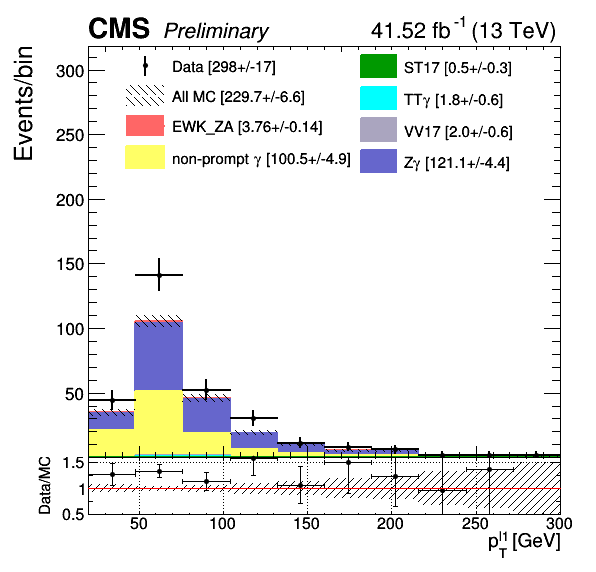 CMS Preliminary 41.52 fb⁻¹ (13 TeV)
Events/bin
Data [298+/-17]
All MC [229.7+/-6.6]
EWK_ZA [3.76+/-0.14]
non-prompt γ [100.5+/-4.9]
ST17 [0.5+/-0.3]
TTγ [1.8+/-0.6]
VV17 [2.0+/-0.6]
Zγ [121.1+/-4.4]
300
250
200
150
100
50
Data/MC
1.5
1
0.5
50 100 150 200 250 300
p_T^l1 [GeV]